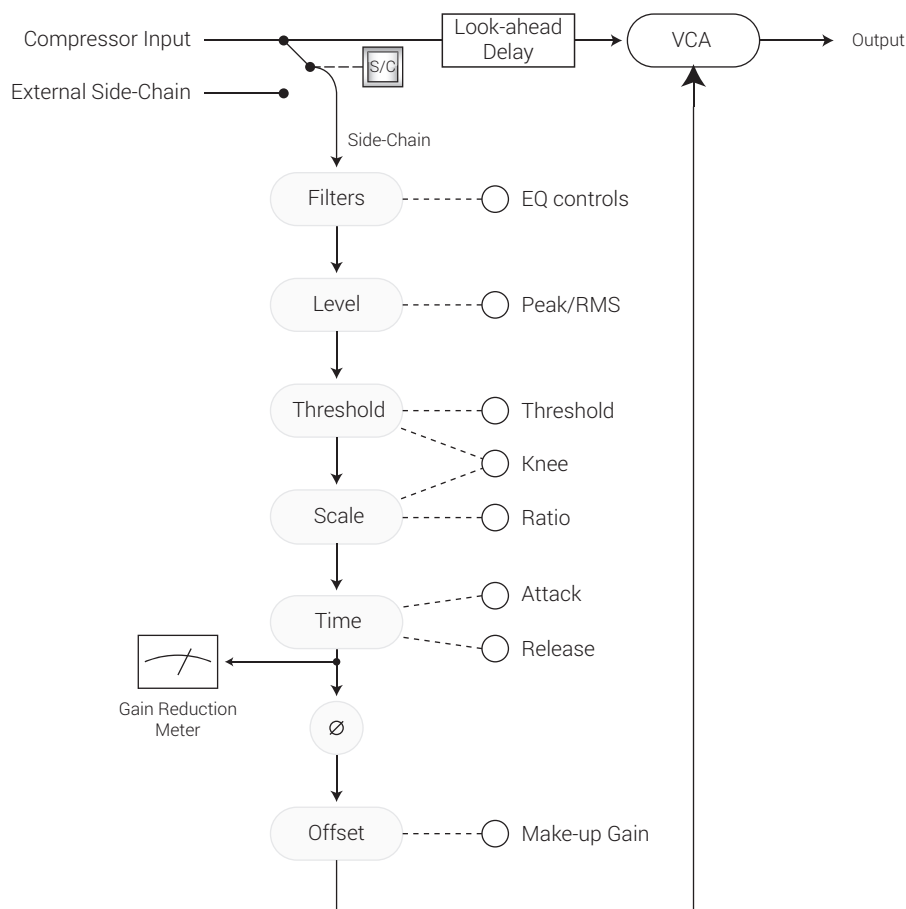 Compressor Input
Look-ahead
Delay
VCA
Output
S/C
External Side-Chain
Side-Chain
Filters
EQ controls
Level
Peak/RMS
Threshold
Threshold
Knee
Scale
Ratio
Attack
Time
Release
Gain Reduction
Meter
Ø
Offset
Make-up Gain